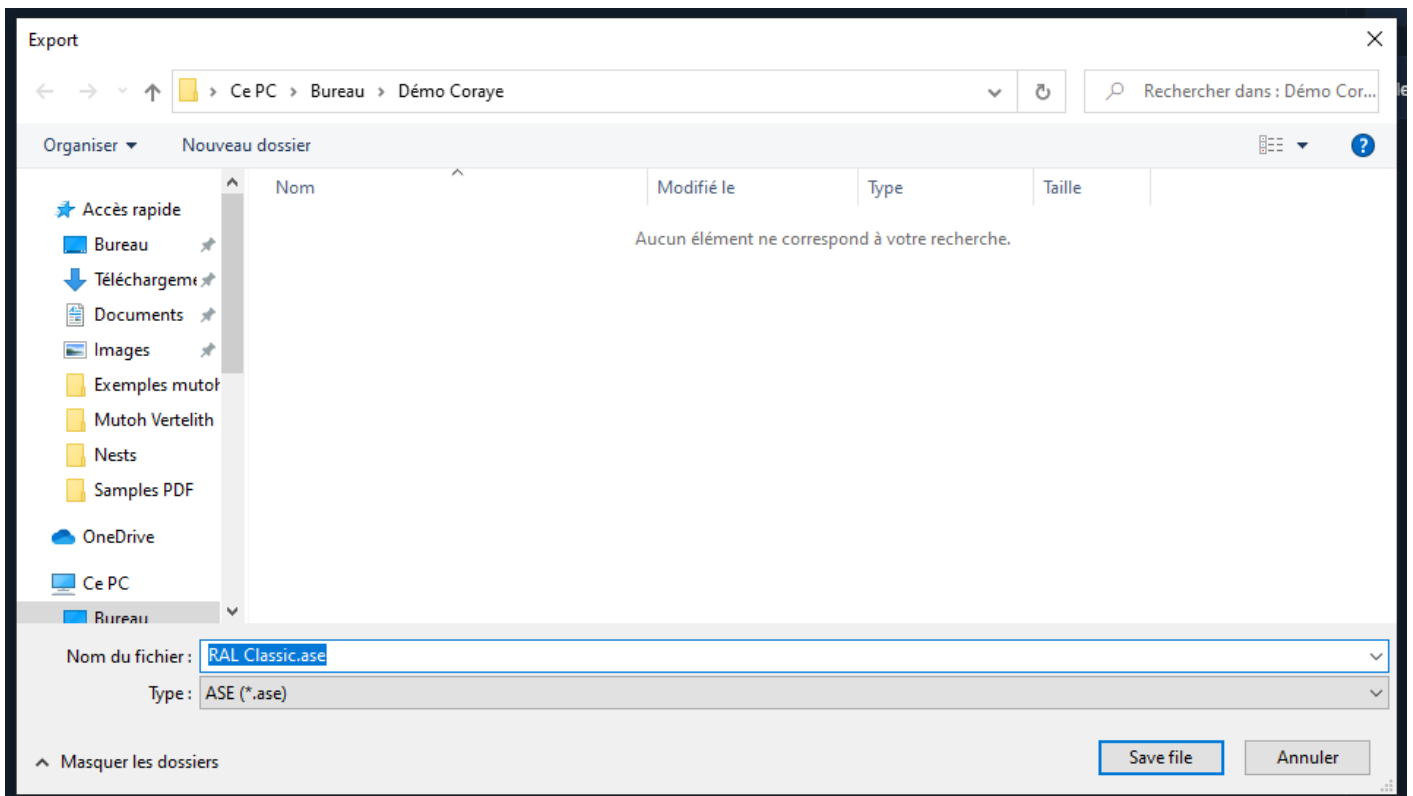 Export
Ce PC > Bureau > Démo Coraye
Rechercher dans : Démo Cor...
Organiser
Nouveau dossier
?
Nom
Modifié le
Type
Taille
Accès rapide
Aucun élément ne correspond à votre recherche.
Bureau
Téléchargeme
Documents
Images
Exemples mutoh
Mutoh Vertelith
Nests
Samples PDF
OneDrive
Ce PC
Bureau
Nom du fichier : RAL Classic.ase
Type : ASE (*.ase)
Masquer les dossiers
Save file
Annuler